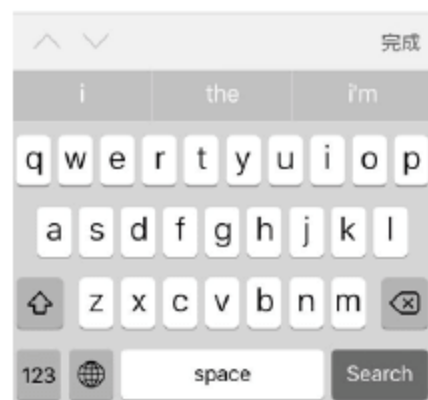 完成
i the i'm
q w e r t y u i o p
a s d f g h j k l
z x c v b n m
123 space Search